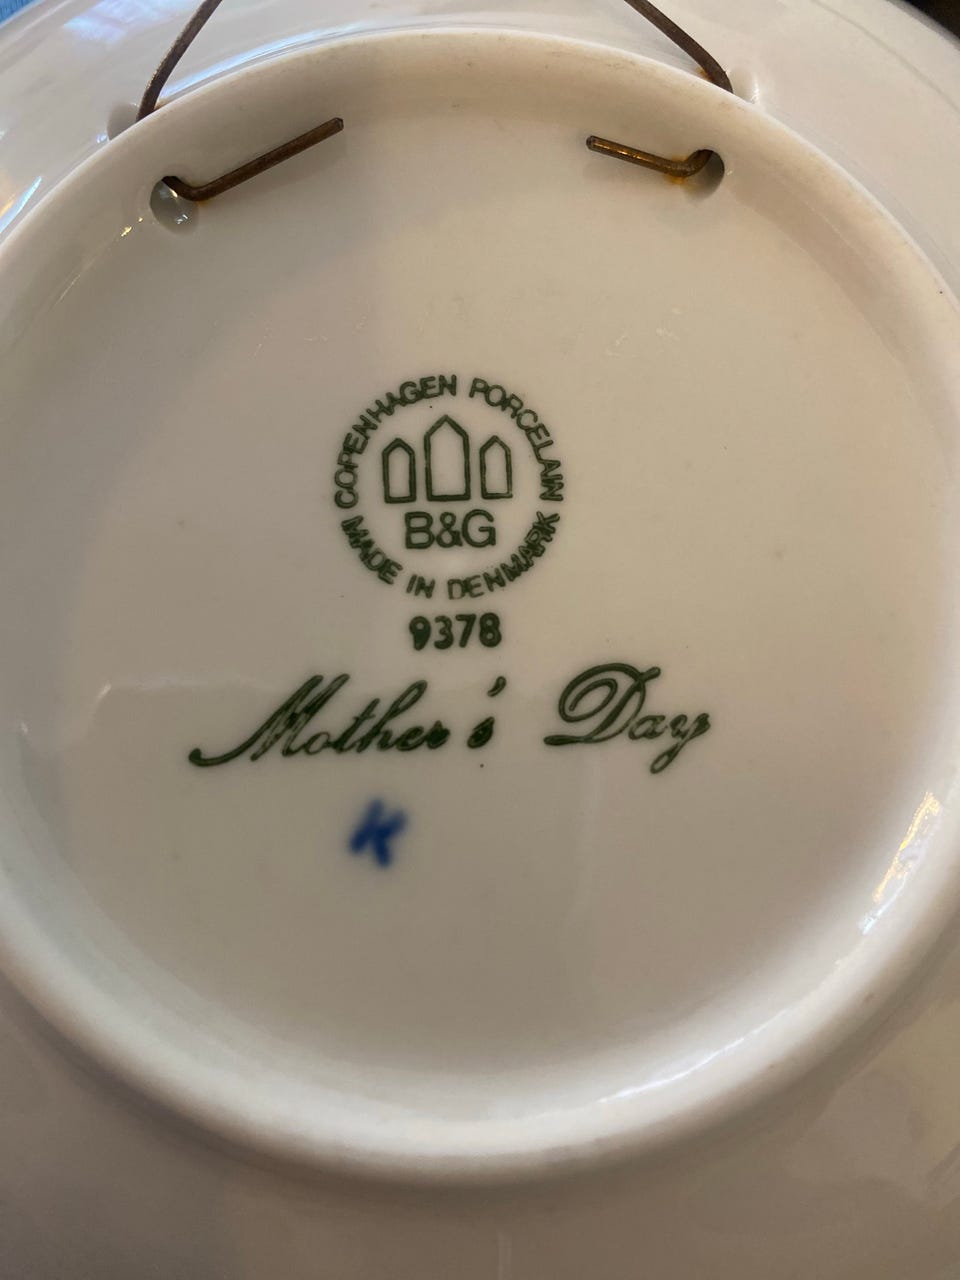 COPENHAGEN PORCELAIN
B&G
MADE IN DENMARK
9378
Mother's Day
K